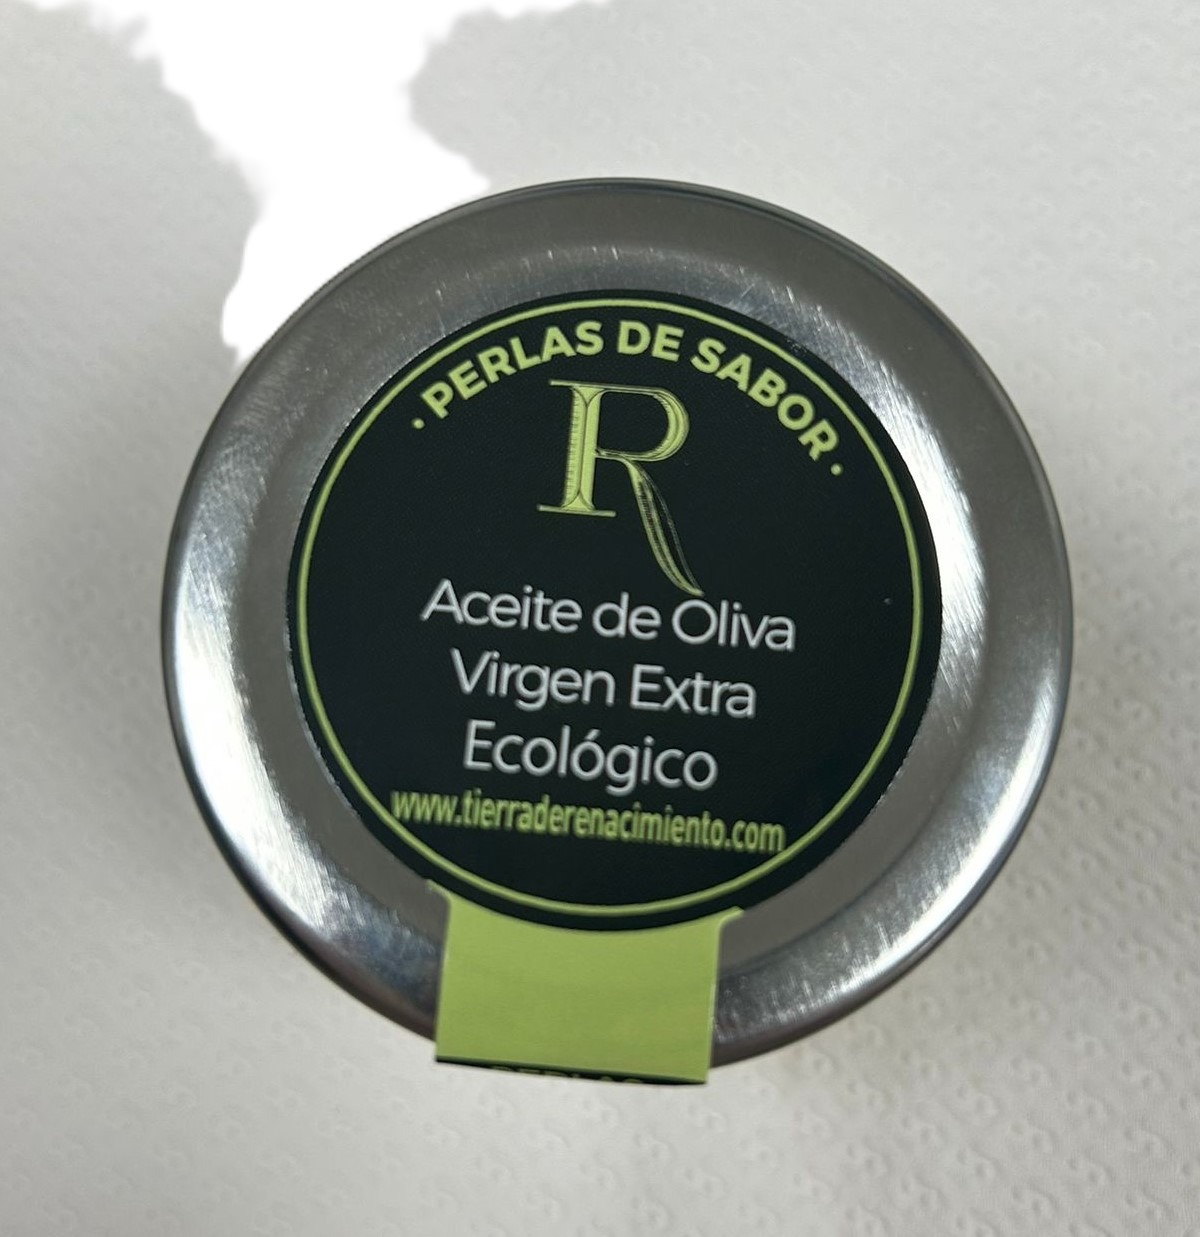 · PERLAS DE SABOR ·
R
Aceite de Oliva
Virgen Extra
Ecológico
www.tierraderenacimiento.com